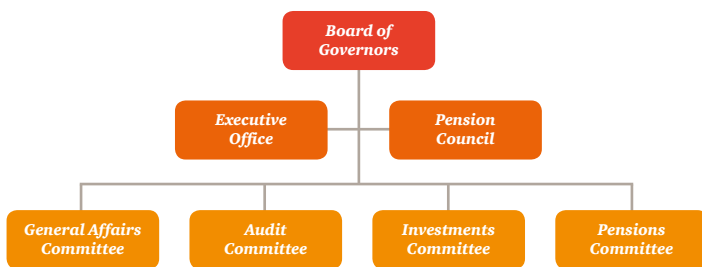 Board of
Governors
Executive
Office
Pension
Council
General Affairs
Committee
Audit
Committee
Investments
Committee
Pensions
Committee